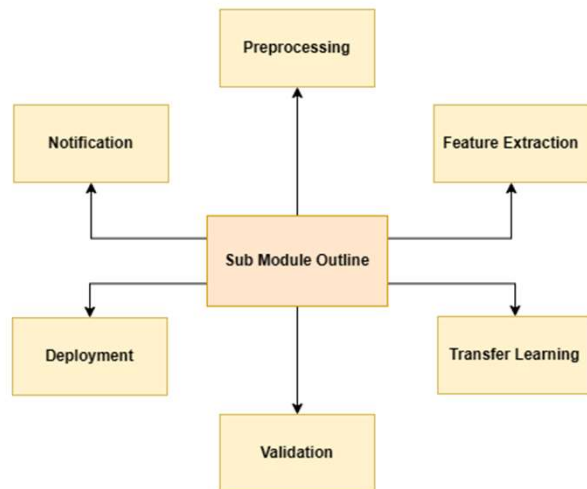 Preprocessing
Notification
Feature Extraction
Sub Module Outline
Deployment
Transfer Learning
Validation